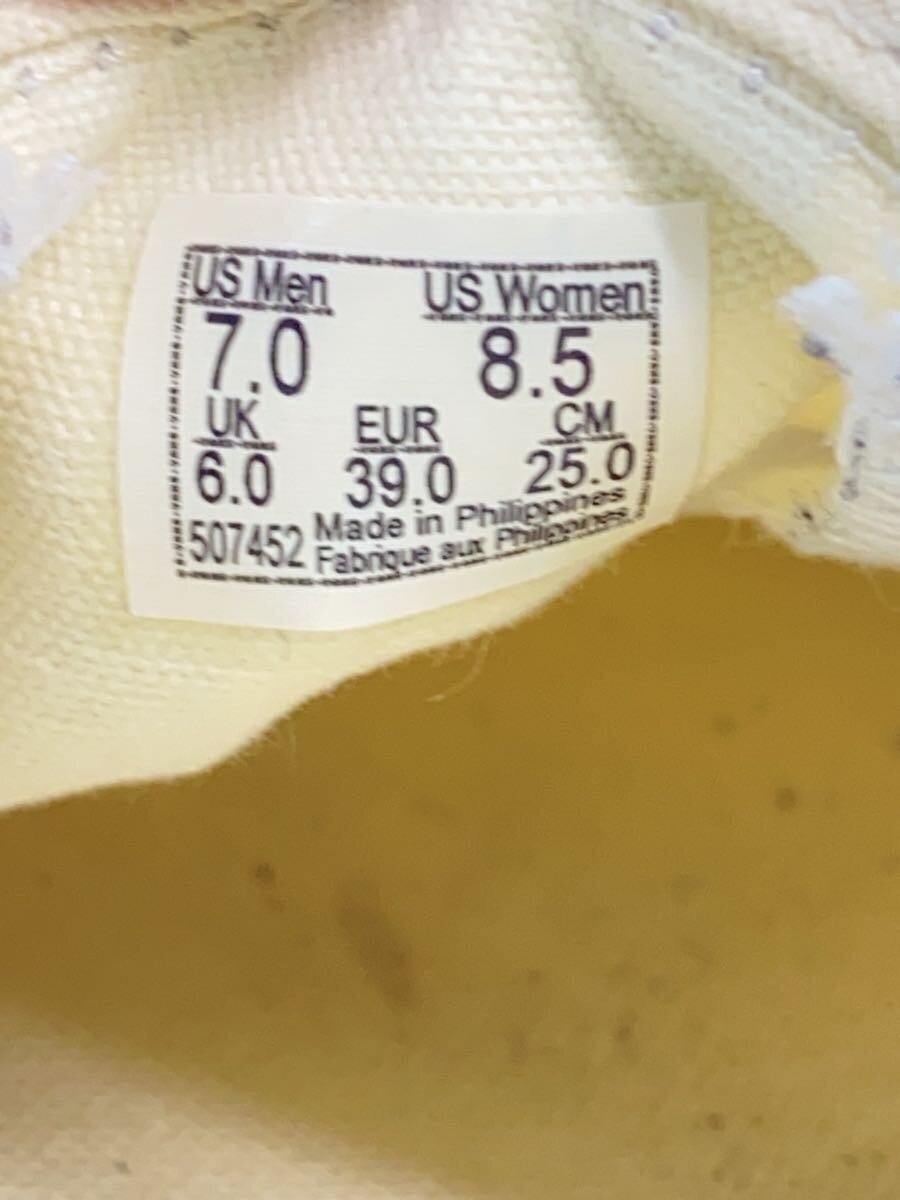 US Men US Women
7.0 8.5
UK EUR CM
6.0 39.0 25.0
507452 Made in Philippines
Fabrique aux Philippines